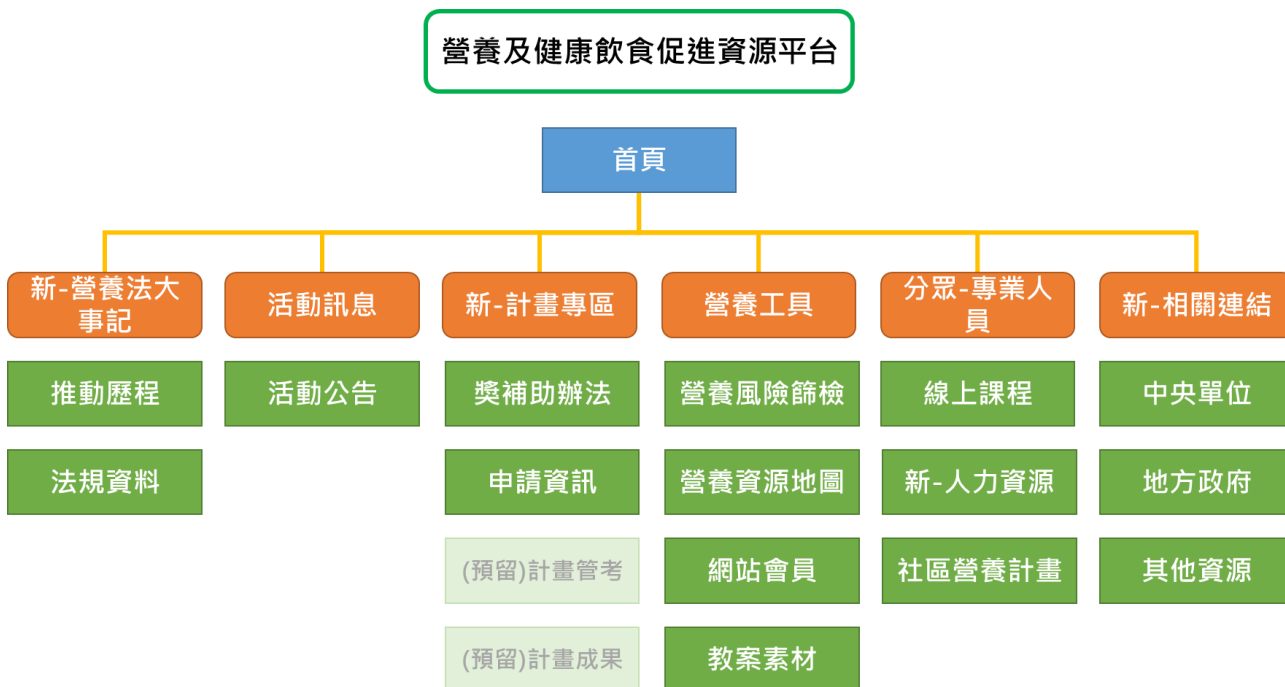 營養及健康飲食促進資源平台
首頁
新-營養法大
事記
活動訊息
新-計畫專區
營養工具
分眾-專業人
員
新-相關連結
推動歷程
活動公告
獎補助辦法
營養風險篩檢
線上課程
中央單位
法規資料
申請資訊
營養資源地圖
新-人力資源
地方政府
(預留)計畫管考
網站會員
社區營養計畫
其他資源
(預留)計畫成果
教案素材